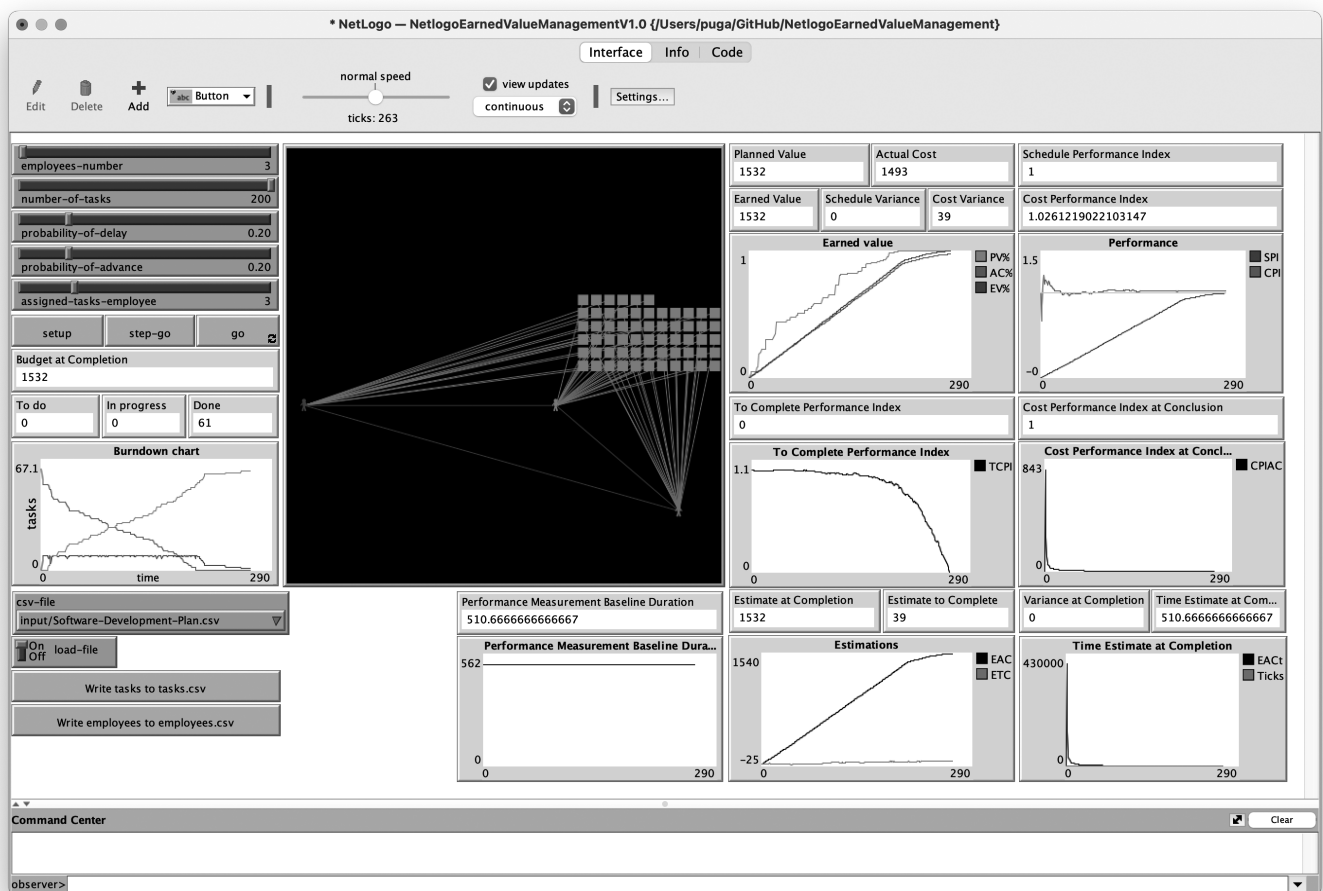 * NetLogo — NetlogoEarnedValueManagementV1.0 {/Users/puga/GitHub/NetlogoEarnedValueManagement}
Interface Info Code
Edit Delete Add abc Button
normal speed
ticks: 263
view updates
continuous
Settings...
employees-number 3
number-of-tasks 200
probability-of-delay 0.20
probability-of-advance 0.20
assigned-tasks-employee 3
setup step-go go
Budget at Completion
1532
To do In progress Done
0 0 61
Burndown chart
67.1
tasks
0
0 time 290
csv-file
input/Software-Development-Plan.csv
On
Off
load-file
Write tasks to tasks.csv
Write employees to employees.csv
Performance Measurement Baseline Duration
510.6666666666667
Performance Measurement Baseline Dura...
562
0
0 290
Planned Value Actual Cost
1532 1493
Earned Value Schedule Variance Cost Variance
1532 0 39
Earned value
1
0
0 290
PV%
AC%
EV%
To Complete Performance Index
0
To Complete Performance Index
1.1
0
0 290
TCPI
Estimate at Completion Estimate to Complete
1532 39
Estimations
1540
-25
0 290
EAC
ETC
Schedule Performance Index
1
Cost Performance Index
1.0261219022103147
Performance
1.5
-0
0 290
SPI
CPI
Cost Performance Index at Conclusion
1
Cost Performance Index at Concl...
843
0
0 290
CPIAC
Variance at Completion Time Estimate at Com...
0 510.6666666666667
Time Estimate at Completion
430000
0
0 290
EACt
Ticks
Command Center
Clear
observer>